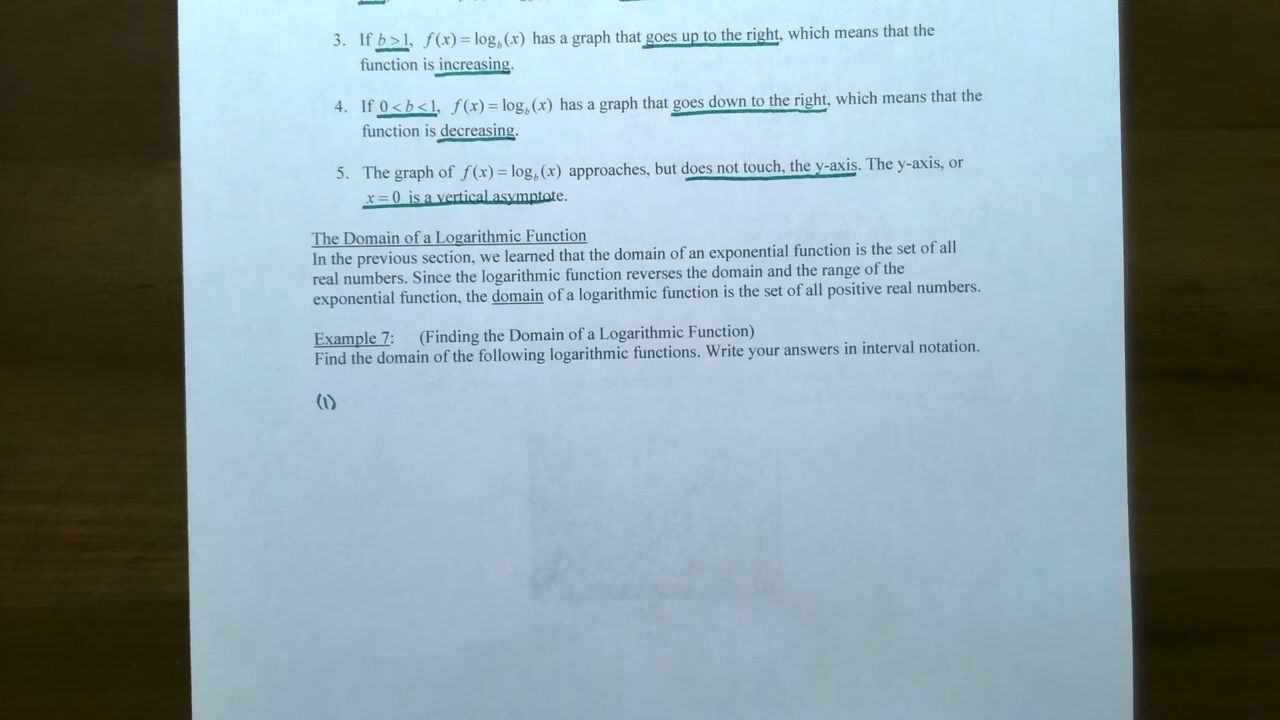 3. If b > 1, f(x) = log_b(x) has a graph that goes up to the right, which means that the
function is increasing.
4. If 0 < b < 1, f(x) = log_b(x) has a graph that goes down to the right, which means that the
function is decreasing.
5. The graph of f(x) = log_b(x) approaches, but does not touch, the y-axis. The y-axis, or
x = 0 is a vertical asymptote.
The Domain of a Logarithmic Function
In the previous section, we learned that the domain of an exponential function is the set of all
real numbers. Since the logarithmic function reverses the domain and the range of the
exponential function, the domain of a logarithmic function is the set of all positive real numbers.
Example 7: (Finding the Domain of a Logarithmic Function)
Find the domain of the following logarithmic functions. Write your answers in interval notation.
(1)